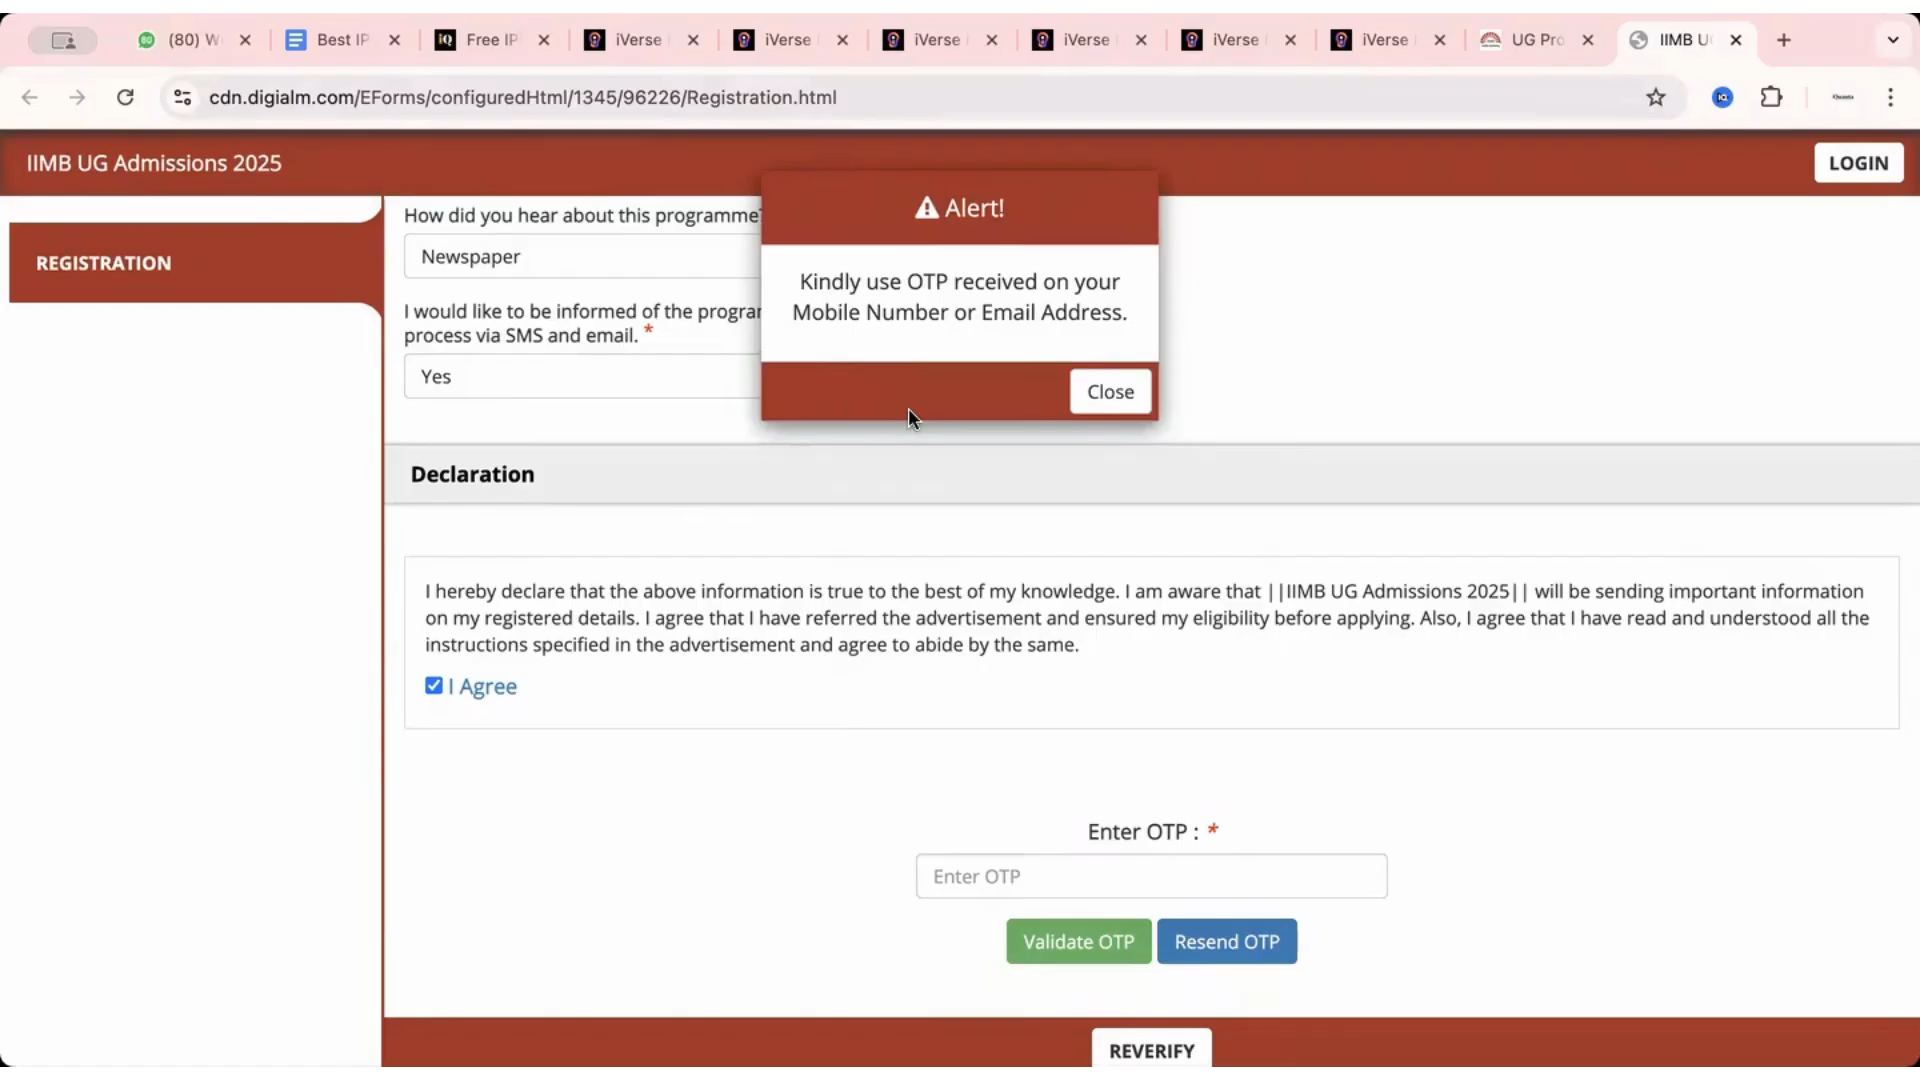 (80) W
Best IP
Free IP
iVerse
iVerse
iVerse
iVerse
iVerse
iVerse
UG Pro
IIMB U
cdn.digialm.com/EForms/configuredHtml/1345/96226/Registration.html
IIMB UG Admissions 2025
LOGIN
REGISTRATION
How did you hear about this programme?
Newspaper
I would like to be informed of the program
process via SMS and email. *
Yes
Alert!
Kindly use OTP received on your
Mobile Number or Email Address.
Close
Declaration
I hereby declare that the above information is true to the best of my knowledge. I am aware that ||IIMB UG Admissions 2025|| will be sending important information
on my registered details. I agree that I have referred the advertisement and ensured my eligibility before applying. Also, I agree that I have read and understood all the
instructions specified in the advertisement and agree to abide by the same.
I Agree
Enter OTP : *
Enter OTP
Validate OTP
Resend OTP
REVERIFY